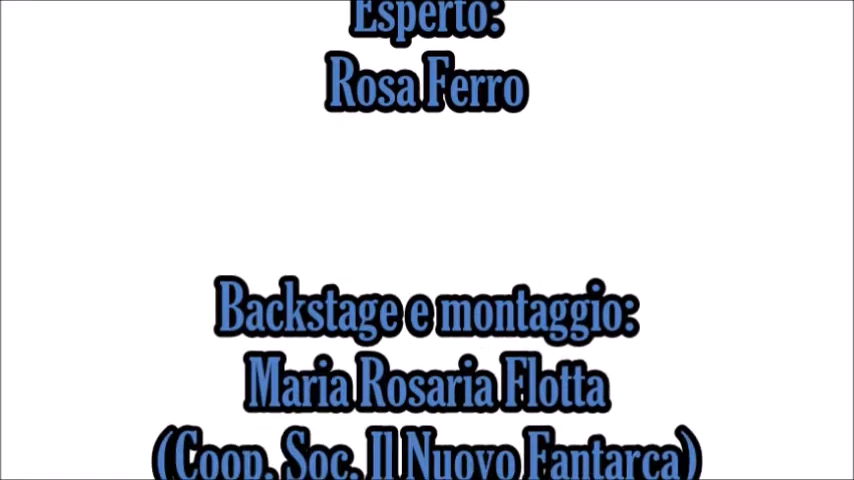 Esperto:
Rosa Ferro
Backstage e montaggio:
Maria Rosaria Flotta
(Coop. Soc. Il Nuovo Fantarca)